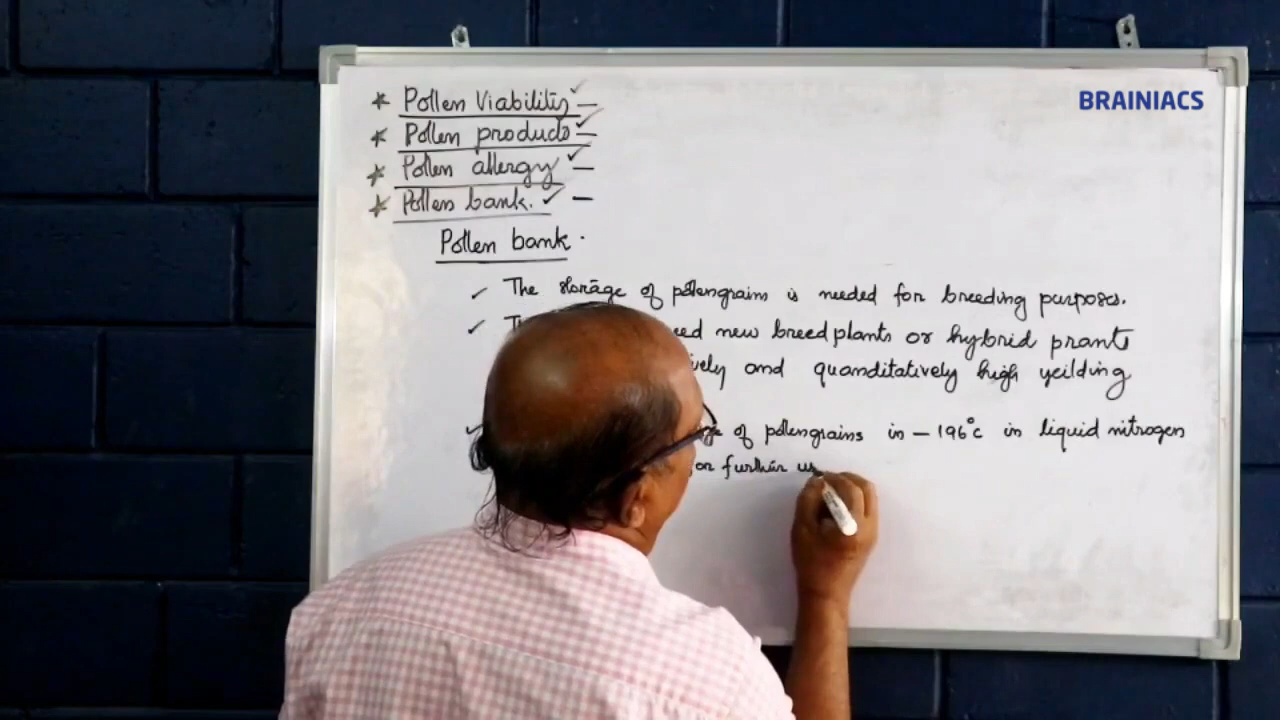 BRAINIACS
* Pollen Viability ✓ —
* Pollen products ✓ —
* Pollen allergy ✓ —
* Pollen bank. ✓ —
Pollen bank.
✓ The storage of pollengrains is needed for breeding purposes.
✓ new breed plants or hybrid prants
and quanditatively high yeilding
✓ of pollengrains in – 196°c in liquid nitrogen
further